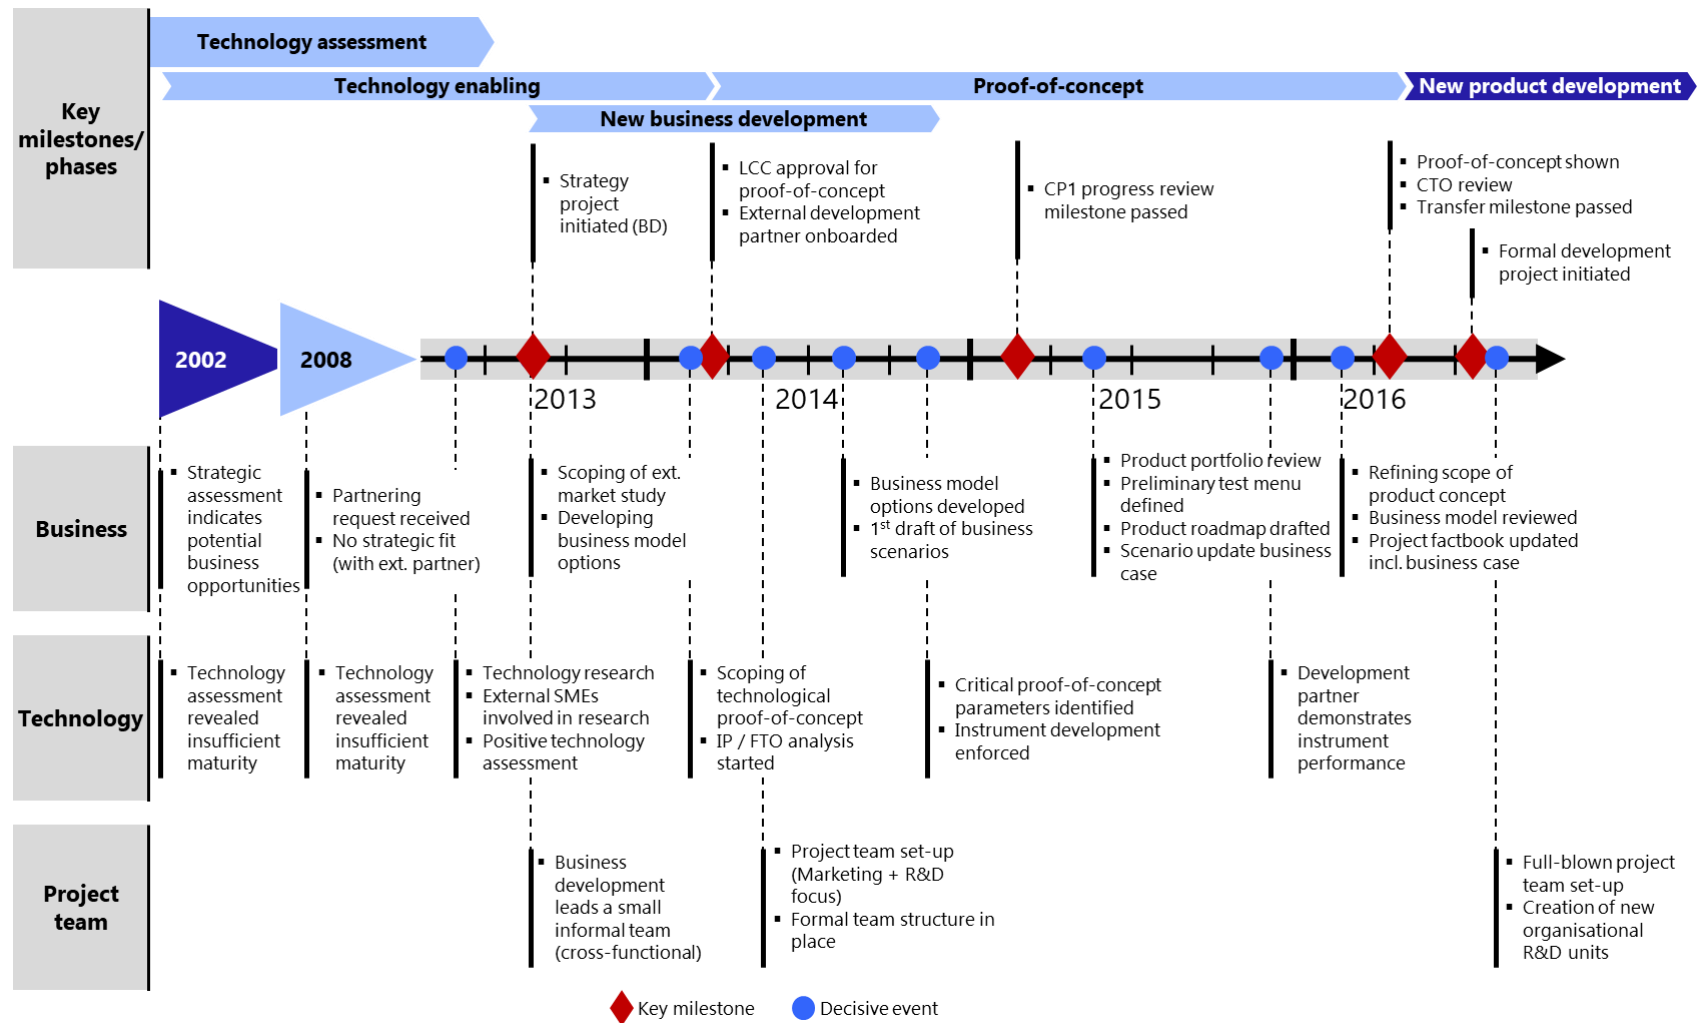 Technology assessment
Technology enabling
Proof-of-concept
New product development
New business development
Key
milestones/
phases
▪ Strategy
project
initiated (BD)
▪ LCC approval for
proof-of-concept
▪ External development
partner onboarded
▪ CP1 progress review
milestone passed
▪ Proof-of-concept shown
▪ CTO review
▪ Transfer milestone passed
▪ Formal development
project initiated
2002
2008
2013
2014
2015
2016
Business
▪ Strategic
assessment
indicates
potential
business
opportunities
▪ Partnering
request received
▪ No strategic fit
(with ext. partner)
▪ Scoping of ext.
market study
▪ Developing
business model
options
▪ Business model
options developed
▪ 1st draft of business
scenarios
▪ Product portfolio review
▪ Preliminary test menu
defined
▪ Product roadmap drafted
▪ Scenario update business
case
▪ Refining scope of
product concept
▪ Business model reviewed
▪ Project factbook updated
incl. business case
Technology
▪ Technology
assessment
revealed
insufficient
maturity
▪ Technology
assessment
revealed
insufficient
maturity
▪ Technology research
▪ External SMEs
involved in research
▪ Positive technology
assessment
▪ Scoping of
technological
proof-of-concept
▪ IP / FTO analysis
started
▪ Critical proof-of-concept
parameters identified
▪ Instrument development
enforced
▪ Development
partner
demonstrates
instrument
performance
Project
team
▪ Business
development
leads a small
informal team
(cross-functional)
▪ Project team set-up
(Marketing + R&D
focus)
▪ Formal team structure in
place
▪ Full-blown project
team set-up
▪ Creation of new
organisational
R&D units
Key milestone
Decisive event